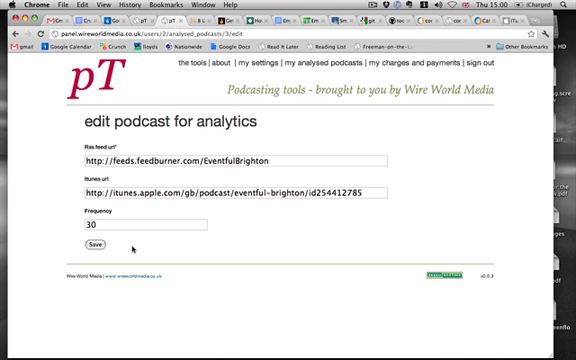 Chrome File Edit View History Bookmarks Window Help
Thu 15:00 (Charged)
panel.wireworldmedia.co.uk/users/2/analysed_podcasts/3/edit
gmail Google Calendar Crunch lloyds Nationwide Google Docs Read It Later Reading List Other Bookmarks
pT
the tools | about | my settings | my analysed podcasts | my charges and payments | sign out
Podcasting tools - brought to you by Wire World Media
edit podcast for analytics
Rss feed url*
http://feeds.feedburner.com/EventfulBrighton
Itunes url
http://itunes.apple.com/gb/podcast/eventful-brighton/id254412785
Frequency
30
Save
Wire World Media | www.wireworldmedia.co.uk
v0.0.3